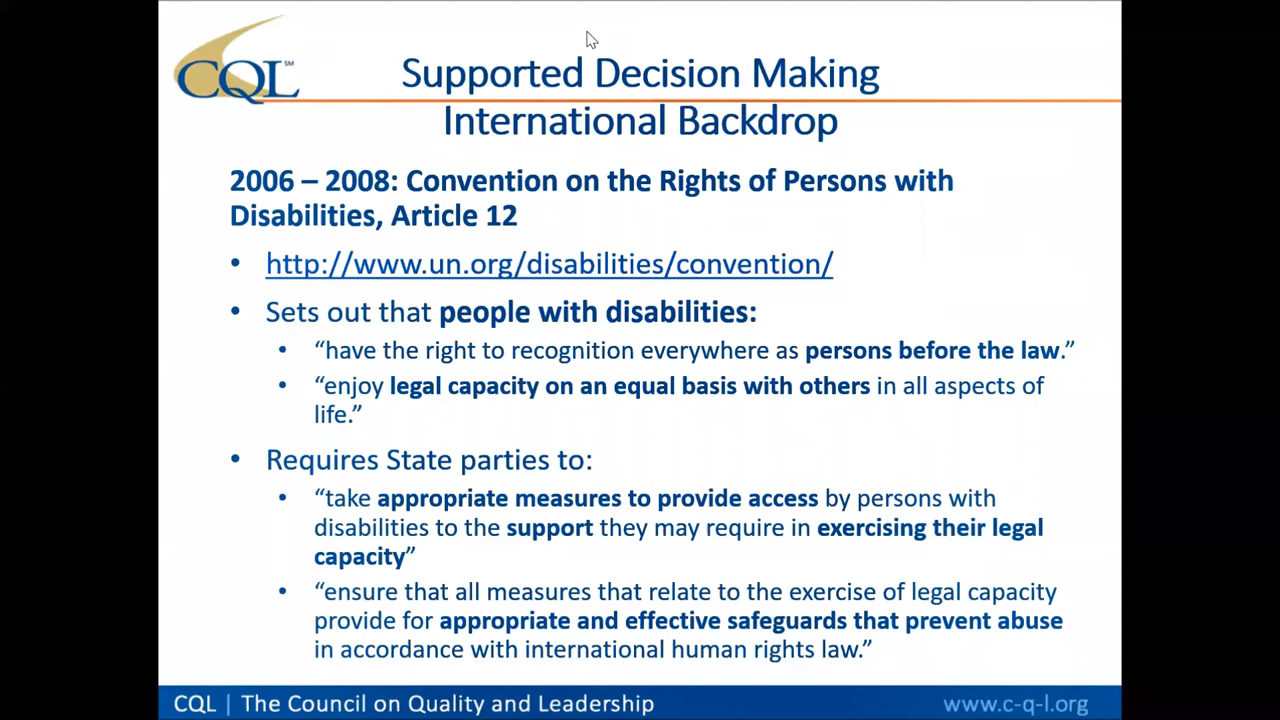 CQL℠
Supported Decision Making
International Backdrop
2006 – 2008: Convention on the Rights of Persons with
Disabilities, Article 12
• http://www.un.org/disabilities/convention/
• Sets out that people with disabilities:
• “have the right to recognition everywhere as persons before the law.”
• “enjoy legal capacity on an equal basis with others in all aspects of
life.”
• Requires State parties to:
• “take appropriate measures to provide access by persons with
disabilities to the support they may require in exercising their legal
capacity”
• “ensure that all measures that relate to the exercise of legal capacity
provide for appropriate and effective safeguards that prevent abuse
in accordance with international human rights law.”
CQL | The Council on Quality and Leadership www.c-q-l.org